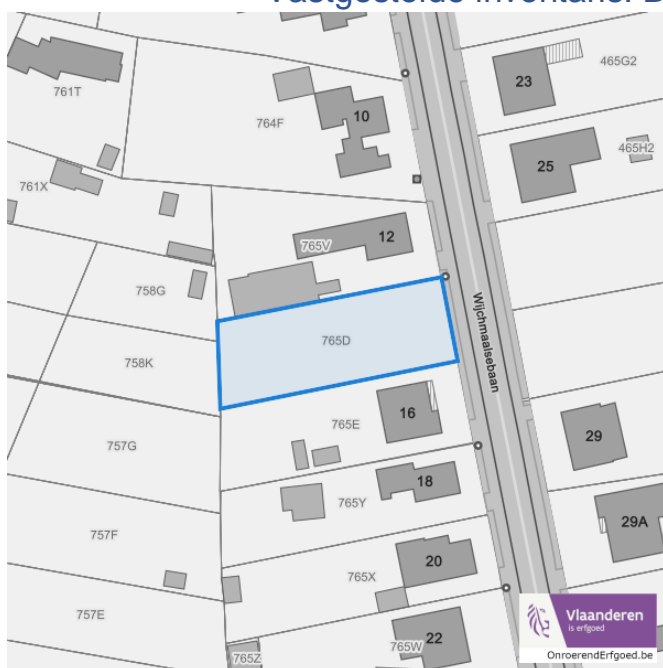 Vastgestelde inventaris: B
761T
764F
10
23
465G2
25
465H2
761X
765V
12
758G
765D
Wijchmaalsebaan
758K
765E
16
757G
29
18
765Y
757F
29A
20
765X
757E
22
765W
765Z
Vlaanderen
is erfgoed
OnroerendErfgoed.be